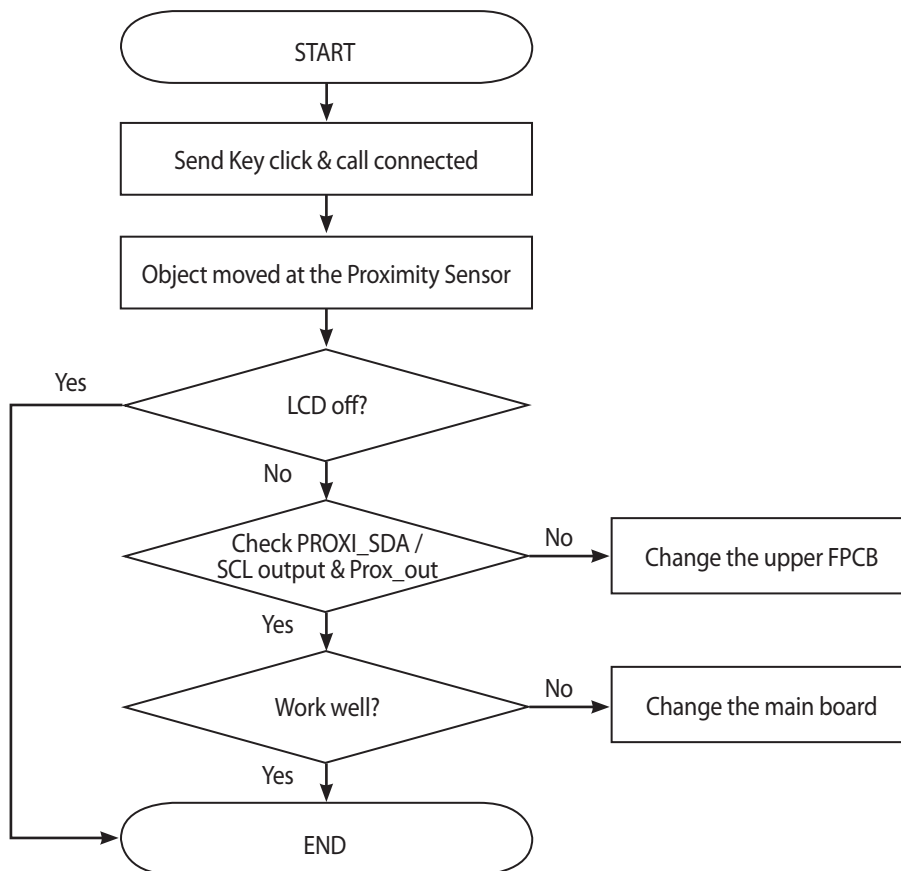 START
Send Key click & call connected
Object moved at the Proximity Sensor
Yes
LCD off?
No
Check PROXI_SDA /
SCL output & Prox_out
No
Change the upper FPCB
Yes
Work well?
No
Change the main board
Yes
END